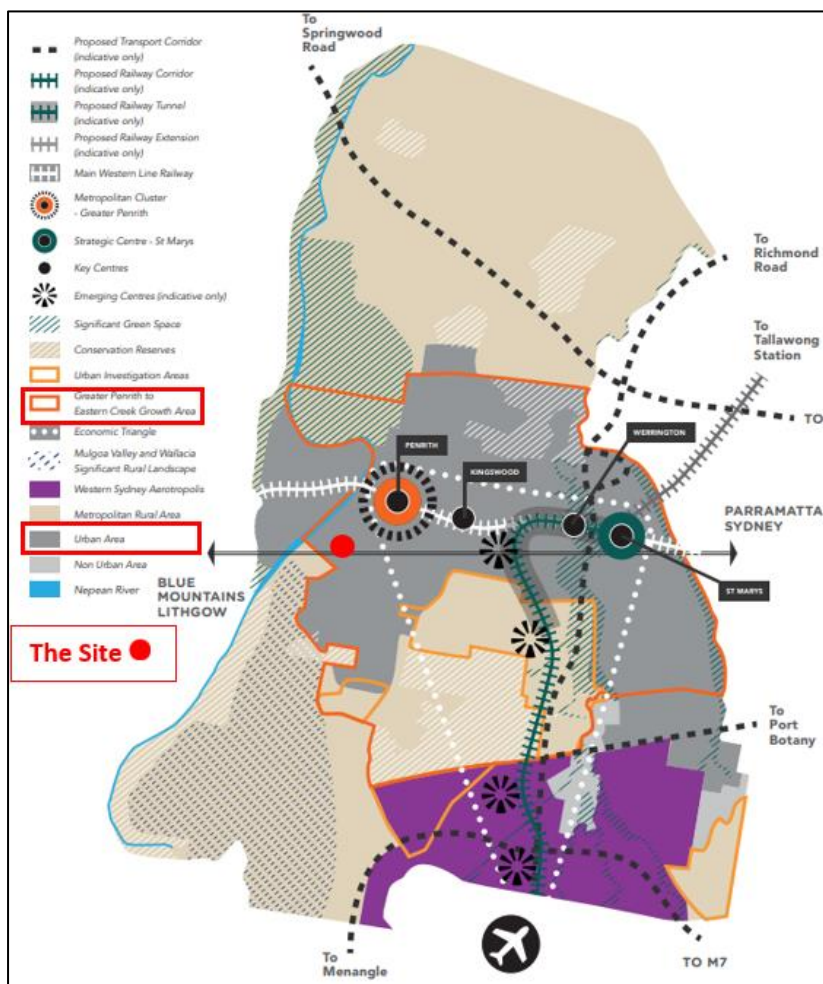 To
Springwood
Road
Proposed Transport Corridor
(indicative only)
Proposed Railway Corridor
(indicative only)
Proposed Railway Tunnel
(indicative only)
Proposed Railway Extension
(indicative only)
Main Western Line Railway
Metropolitan Cluster
- Greater Penrith
Strategic Centre - St Marys
Key Centres
Emerging Centres (indicative only)
Significant Green Space
Conservation Reserves
Urban Investigation Areas
Greater Penrith to
Eastern Creek Growth Area
Economic Triangle
Mulgoa Valley and Wallacia
Significant Rural Landscape
Western Sydney Aerotropolis
Metropolitan Rural Area
Urban Area
Non Urban Area
Nepean River
The Site
To
Richmond
Road
To
Tallawong
Station
TO
PENRITH
KINGSWOOD
WERRINGTON
PARRAMATTA
SYDNEY
ST MARYS
BLUE
MOUNTAINS
LITHGOW
To
Port
Botany
To
Menangle
TO M7